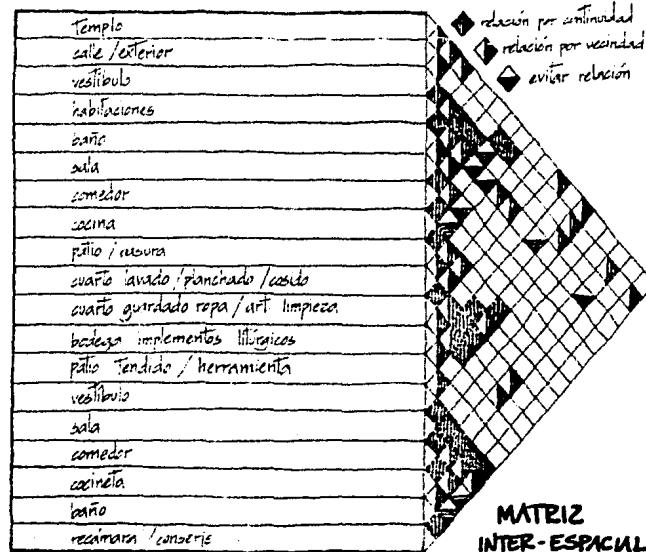 templo
calle / exterior
vestíbulo
habitaciones
baño
sala
comedor
cocina
patio / basura
cuarto lavado / planchado / cosido
cuarto guardado ropa / art. limpieza
bodega implementos litúrgicos
patio tendido / herramienta
vestíbulo
sala
comedor
cocineta
baño
recámara / conserje
relación por continuidad
relación por vecindad
evitar relación
MATRIZ
INTER-ESPACIAL